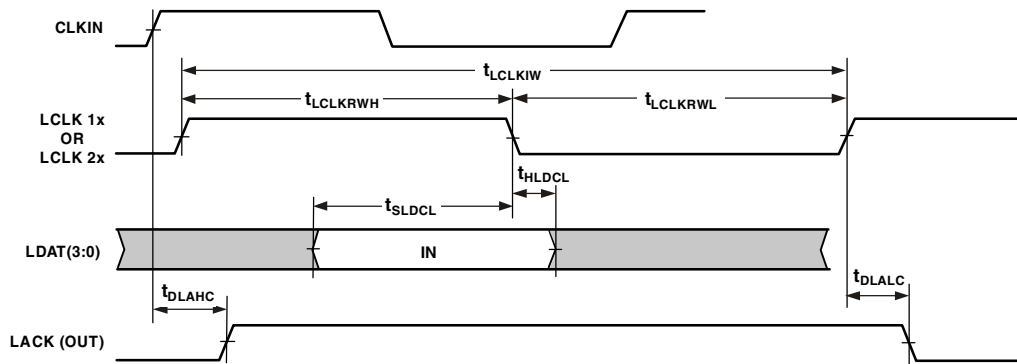 CLKIN
tLCLKIW
tLCLKRWH
tLCLKRWL
LCLK 1x
OR
LCLK 2x
tHLDCL
tSLDCL
LDAT(3:0)
IN
tDLAHC
tDLALC
LACK (OUT)